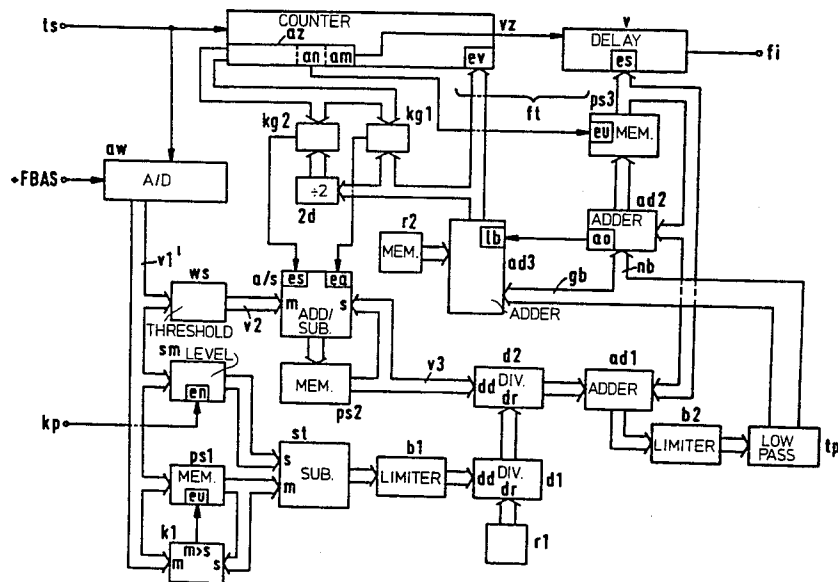 ts
COUNTER
az
an
am
ev
vz
v
DELAY
es
fi
ft
ps3
eu
MEM.
kg2
kg1
aw
A/D
FBAS
÷2
2d
r2
MEM.
lb
ad3
ADDER
ad2
ADDER
ao
nb
gb
v1'
ws
THRESHOLD
v2
a/s
es
ea
m
s
ADD/
SUB.
MEM.
ps2
v3
d2
dd
DIV.
dr
ad1
ADDER
b2
LIMITER
LOW
PASS
tp
sm
LEVEL
en
kp
st
s
m
SUB.
b1
LIMITER
dd
DIV.
dr
d1
r1
ps1
MEM.
eu
k1
m>s
m
s